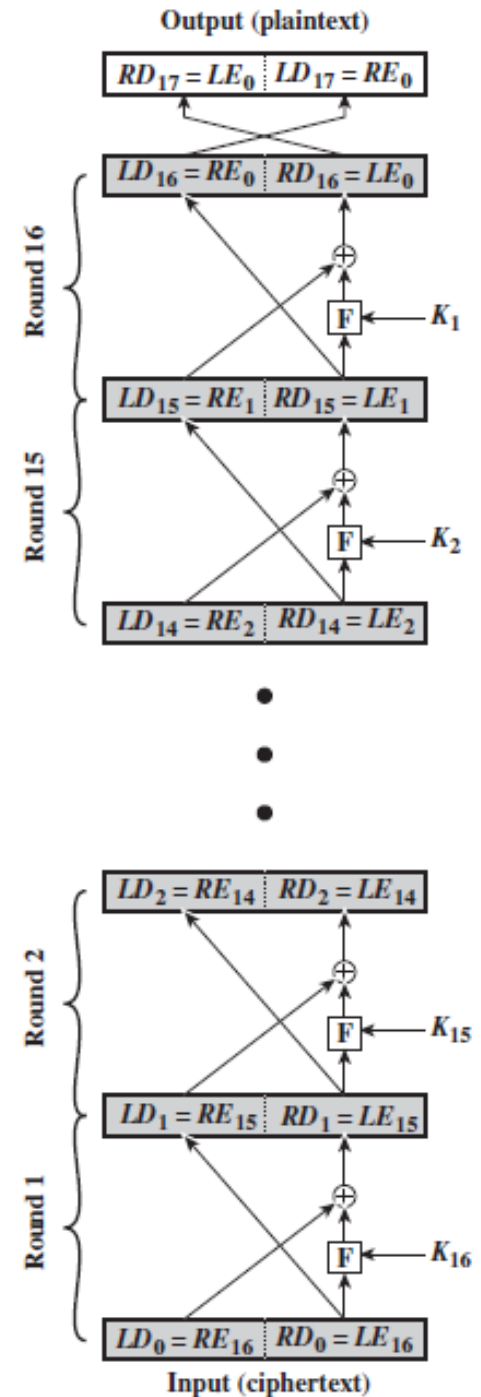 Output (plaintext)
RD₁₇ = LE₀ LD₁₇ = RE₀
LD₁₆ = RE₀ RD₁₆ = LE₀
Round 16
+
F K₁
LD₁₅ = RE₁ RD₁₅ = LE₁
Round 15
+
F K₂
LD₁₄ = RE₂ RD₁₄ = LE₂
LD₂ = RE₁₄ RD₂ = LE₁₄
Round 2
+
F K₁₅
LD₁ = RE₁₅ RD₁ = LE₁₅
Round 1
+
F K₁₆
LD₀ = RE₁₆ RD₀ = LE₁₆
Input (ciphertext)